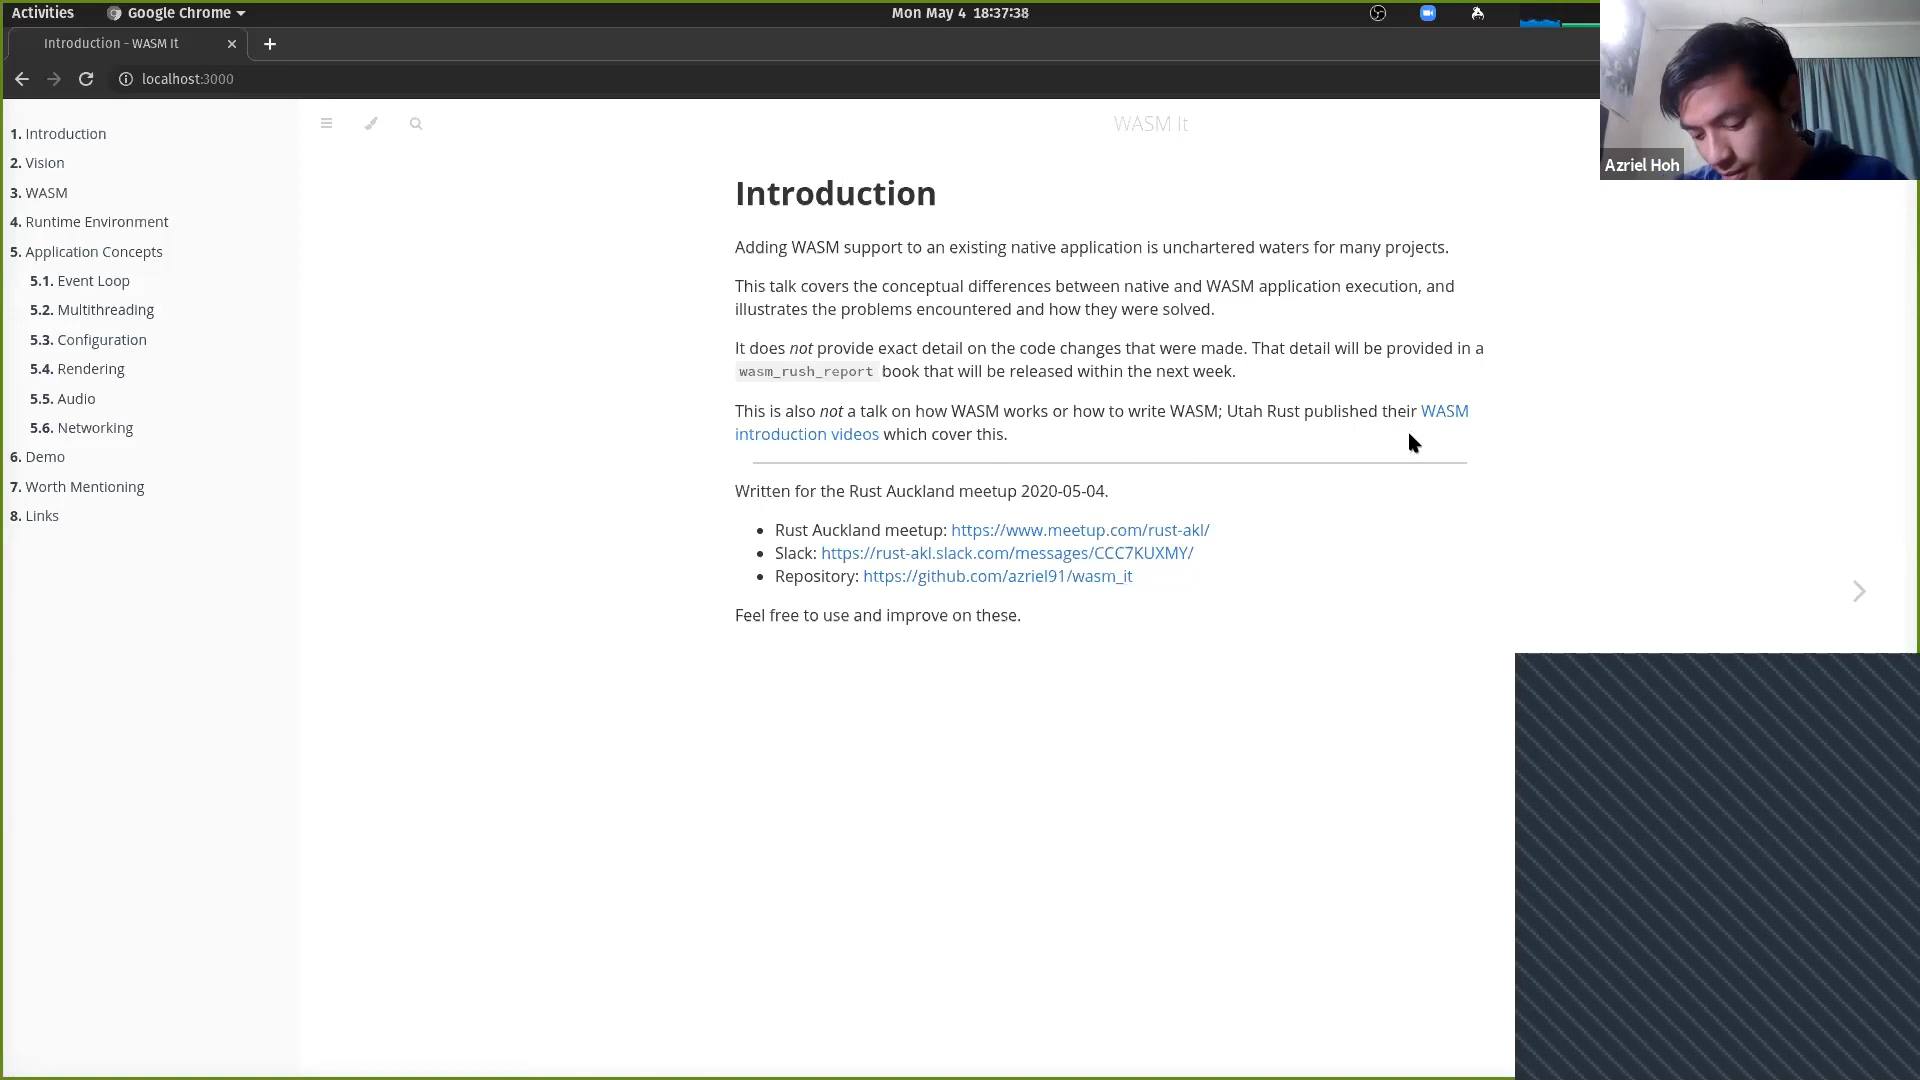 Activities
Google Chrome
Mon May 4 18:37:38
Introduction - WASM It
localhost:3000
Azriel Hoh
1. Introduction
2. Vision
3. WASM
4. Runtime Environment
5. Application Concepts
5.1. Event Loop
5.2. Multithreading
5.3. Configuration
5.4. Rendering
5.5. Audio
5.6. Networking
6. Demo
7. Worth Mentioning
8. Links
WASM It
Introduction
Adding WASM support to an existing native application is unchartered waters for many projects.
This talk covers the conceptual differences between native and WASM application execution, and
illustrates the problems encountered and how they were solved.
It does not provide exact detail on the code changes that were made. That detail will be provided in a
wasm_rush_report book that will be released within the next week.
This is also not a talk on how WASM works or how to write WASM; Utah Rust published their WASM
introduction videos which cover this.
Written for the Rust Auckland meetup 2020-05-04.
• Rust Auckland meetup: https://www.meetup.com/rust-akl/
• Slack: https://rust-akl.slack.com/messages/CCC7KUXMY/
• Repository: https://github.com/azriel91/wasm_it
Feel free to use and improve on these.